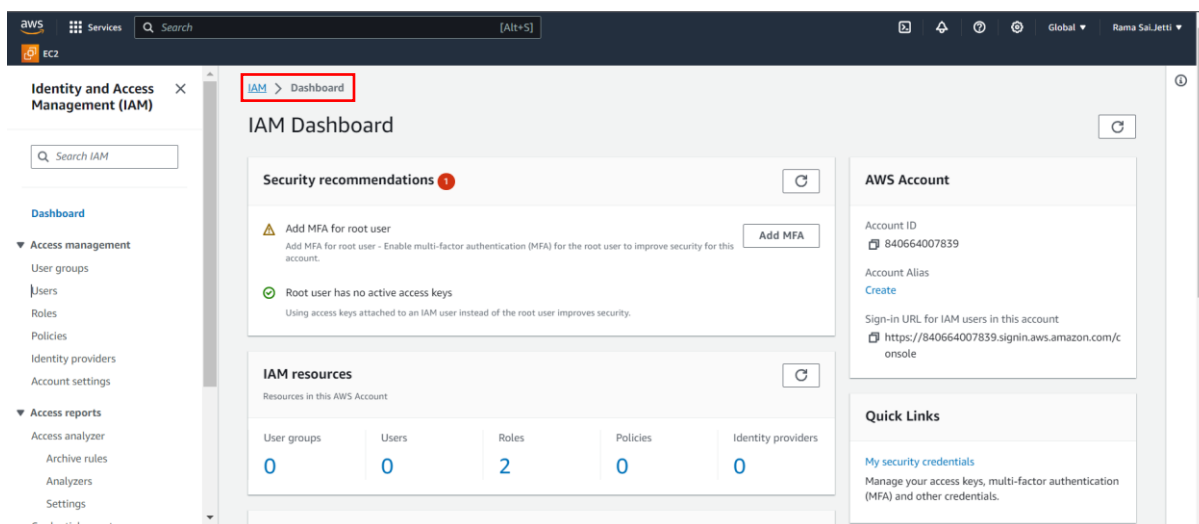 aws
Services
Search
[Alt+S]
Global
Rama Sai.Jetti
EC2
Identity and Access
Management (IAM)
Search IAM
Dashboard
Access management
User groups
Users
Roles
Policies
Identity providers
Account settings
Access reports
Access analyzer
Archive rules
Analyzers
Settings
IAM > Dashboard
IAM Dashboard
Security recommendations 1
Add MFA for root user
Add MFA for root user - Enable multi-factor authentication (MFA) for the root user to improve security for this
account.
Add MFA
Root user has no active access keys
Using access keys attached to an IAM user instead of the root user improves security.
IAM resources
Resources in this AWS Account
User groups Users Roles Policies Identity providers
0 0 2 0 0
AWS Account
Account ID
840664007839
Account Alias
Create
Sign-in URL for IAM users in this account
https://840664007839.signin.aws.amazon.com/c
onsole
Quick Links
My security credentials
Manage your access keys, multi-factor authentication
(MFA) and other credentials.